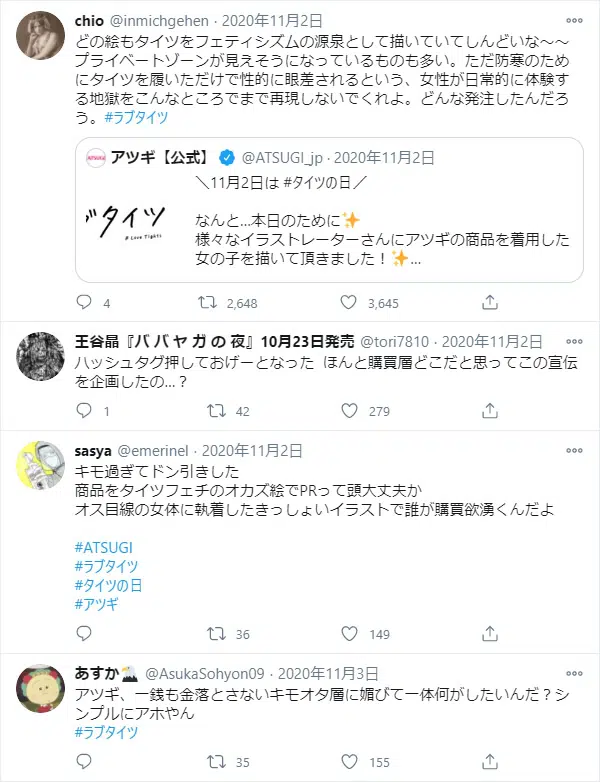 chio @inmichgehen · 2020年11月2日
どの絵もタイツをフェティシズムの源泉として描いていてしんどいな〜〜
プライベートゾーンが見えそうになっているものも多い。ただ防寒のため
にタイツを履いただけで性的に眼差されるという、女性が日常的に体験す
る地獄をこんなところでまで再現しないでくれよ。どんな発注したんだろ
う。#ラブタイツ
ATSUGI アツギ【公式】 @ATSUGI_jp · 2020年11月2日
＼11月2日は #タイツの日／
なんと...本日のために✨
様々なイラストレーターさんにアツギの商品を着用した
女の子を描いて頂きました！✨...
タイツ
# Love Tights
4 2,648 3,645
王谷晶『ババヤガの夜』10月23日発売 @tori7810 · 2020年11月2日
ハッシュタグ押しておげーとなった ほんと購買層どこだと思ってこの宣伝
を企画したの...？
1 42 279
sasya @emerinel · 2020年11月2日
キモ過ぎてドン引きした
商品をタイツフェチのオカズ絵でPRって頭大丈夫か
オス目線の女体に執着したきっしょいイラストで誰が購買欲湧くんだよ
#ATSUGI
#ラブタイツ
#タイツの日
#アツギ
36 149
あすか🏔️ @AsukaSohyon09 · 2020年11月3日
アツギ、一銭も金落とさないキモオタ層に媚びて一体何がしたいんだ？シ
ンプルにアホやん
#ラブタイツ
35 155